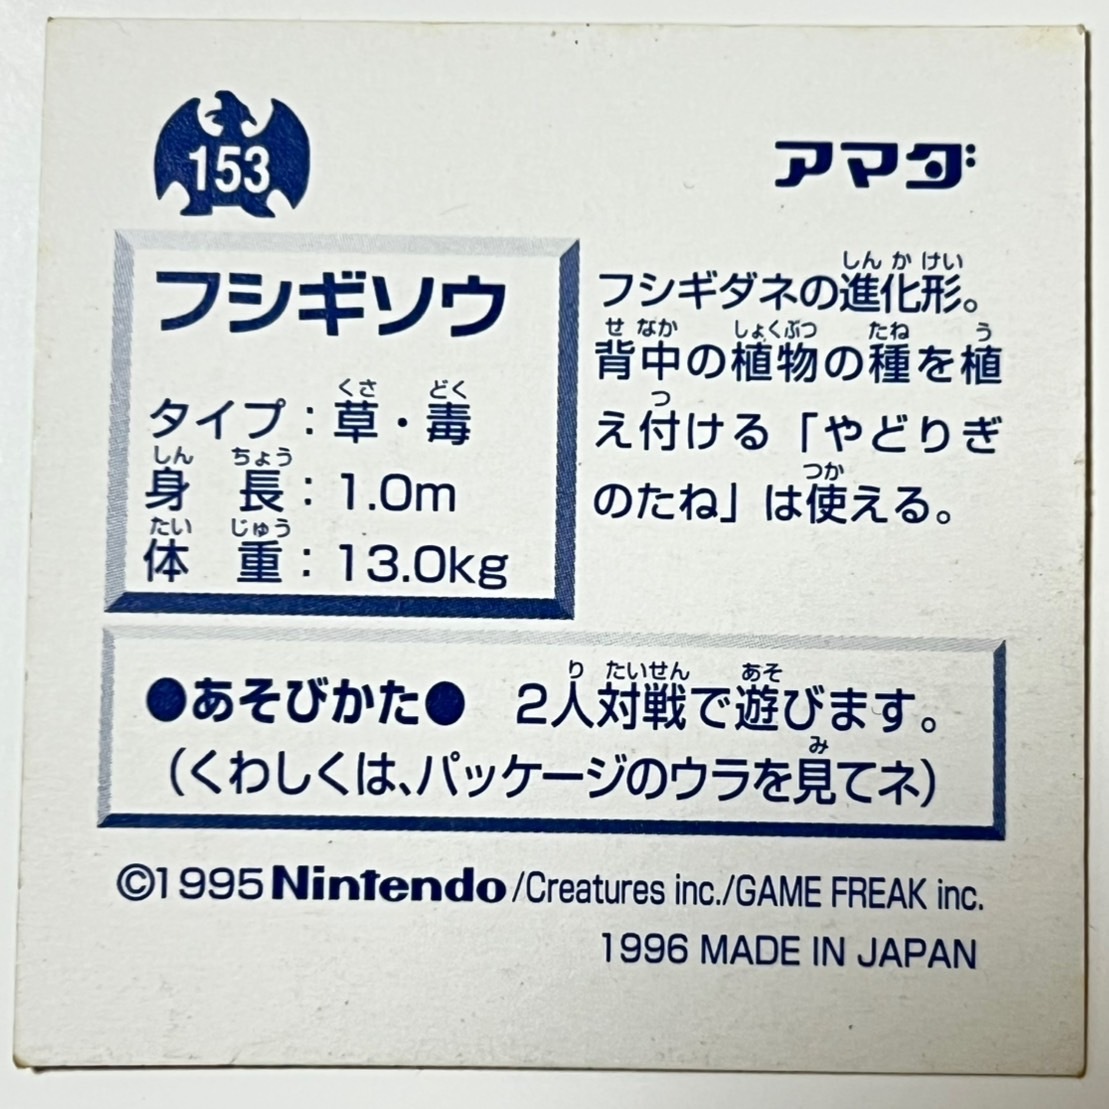 153
アマダ
フシギソウ
タイプ：草・毒
身長：1.0m
体重：13.0kg
フシギダネの進化形。
背中の植物の種を植
え付ける「やどりぎ
のたね」は使える。
●あそびかた● 2人対戦で遊びます。
（くわしくは、パッケージのウラを見てネ）
©1995 Nintendo/Creatures inc./GAME FREAK inc.
1996 MADE IN JAPAN